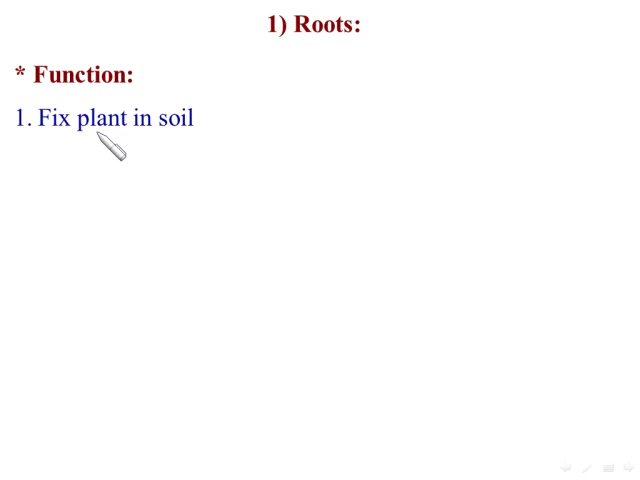 1) Roots:
* Function:
1. Fix plant in soil